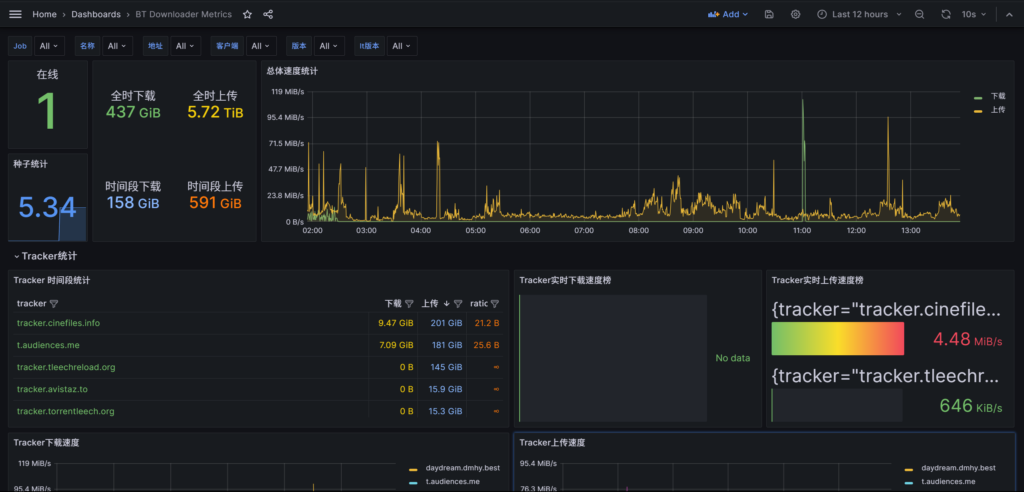 Home › Dashboards › BT Downloader Metrics
Add
Last 12 hours
10s
Job All
名称 All
地址 All
客户端 All
版本 All
lt版本 All
在线
1
全时下载
437 GiB
全时上传
5.72 TiB
时间段下载
158 GiB
时间段上传
591 GiB
种子统计
5.34
总体速度统计
119 MiB/s
95.4 MiB/s
71.5 MiB/s
47.7 MiB/s
23.8 MiB/s
0 B/s
02:00 03:00 04:00 05:00 06:00 07:00 08:00 09:00 10:00 11:00 12:00 13:00
下载
上传
Tracker统计
Tracker 时间段统计
tracker 下载 上传 ratic
tracker.cinefiles.info 9.47 GiB 201 GiB 21.2 B
t.audiences.me 7.09 GiB 181 GiB 25.6 B
tracker.tleechreload.org 0 B 145 GiB ∞
tracker.avistaz.to 0 B 15.9 GiB ∞
tracker.torrentleech.org 0 B 15.3 GiB ∞
Tracker实时下载速度榜
No data
Tracker实时上传速度榜
{tracker="tracker.cinefile...
4.48 MiB/s
{tracker="tracker.tleechr...
646 KiB/s
Tracker下载速度
119 MiB/s
95.4 MiB/s
daydream.dmhy.best
t.audiences.me
Tracker上传速度
95.4 MiB/s
76.3 MiB/s
daydream.dmhy.best
t.audiences.me